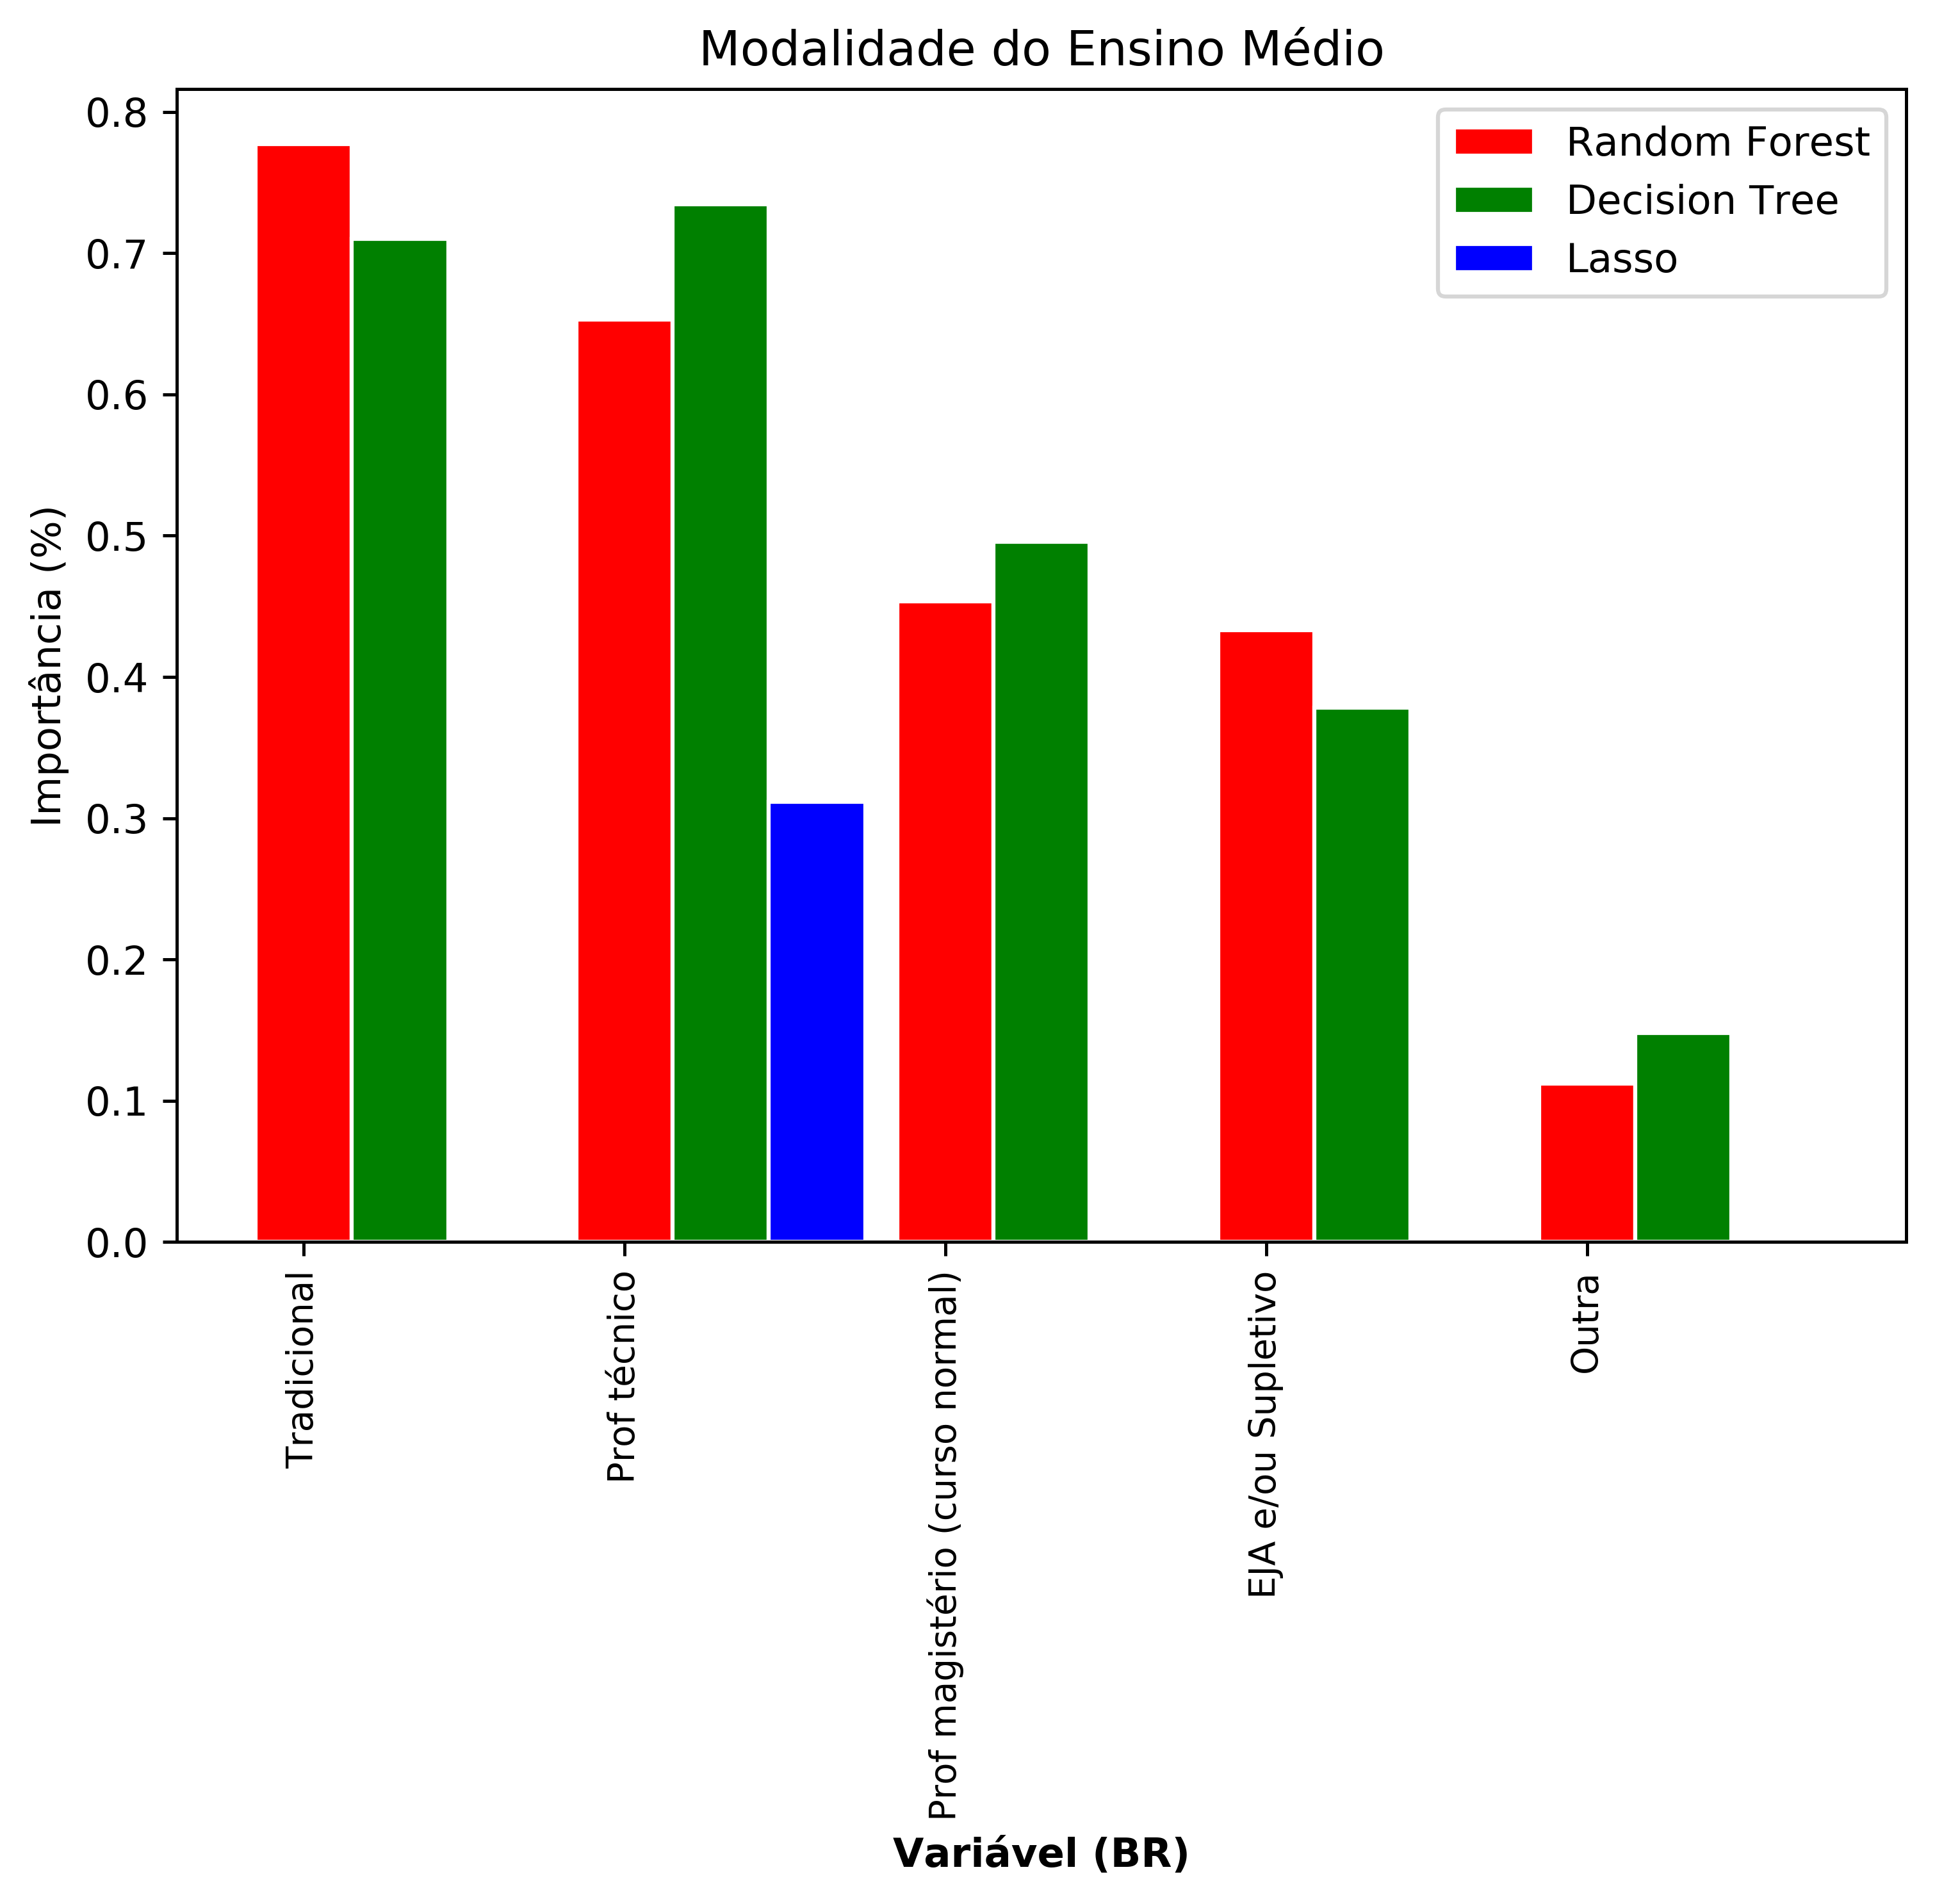 Modalidade do Ensino Médio
Random Forest
Decision Tree
Lasso
Importância (%)
0.8
0.7
0.6
0.5
0.4
0.3
0.2
0.1
0.0
Tradicional
Prof técnico
Prof magistério (curso normal)
EJA e/ou Supletivo
Outra
Variável (BR)